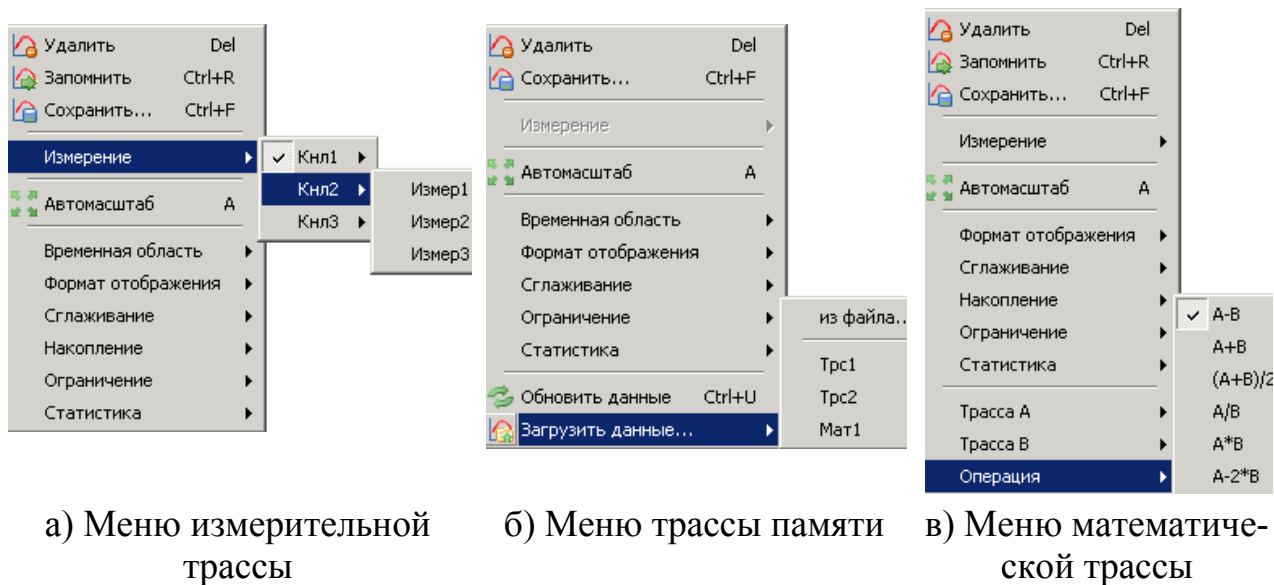 Удалить Del
Запомнить Ctrl+R
Сохранить... Ctrl+F
Измерение
Автомасштаб A
Временная область
Формат отображения
Сглаживание
Накопление
Ограничение
Статистика
Кнл1
Кнл2
Кнл3
Измер1
Измер2
Измер3
а) Меню измерительной
трассы
Удалить Del
Сохранить... Ctrl+F
Измерение
Автомасштаб A
Временная область
Формат отображения
Сглаживание
Ограничение
Статистика
Обновить данные Ctrl+U
Загрузить данные...
из файла..
Трс1
Трс2
Мат1
б) Меню трассы памяти
Удалить Del
Запомнить Ctrl+R
Сохранить... Ctrl+F
Измерение
Автомасштаб A
Формат отображения
Сглаживание
Накопление
Ограничение
Статистика
Трасса A
Трасса B
Операция
A-B
A+B
(A+B)/2
A/B
A*B
A-2*B
в) Меню математиче-
ской трассы